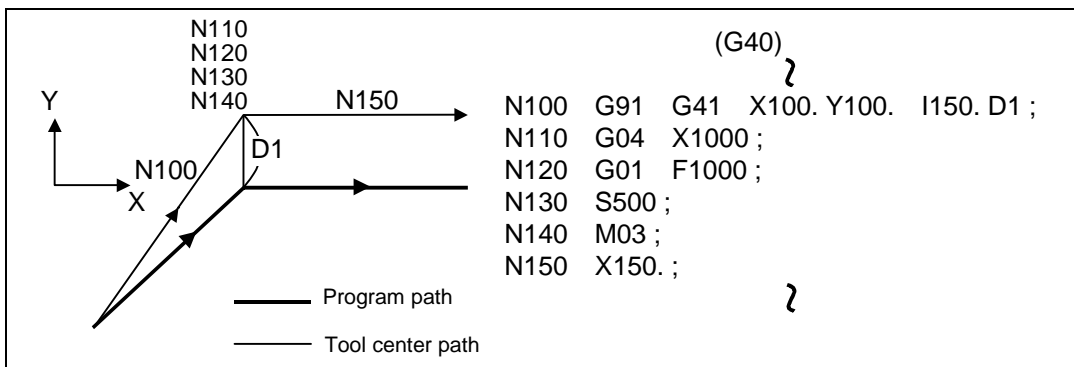 N110
N120
N130
N140
N150
Y
D1
N100
X
Program path
Tool center path
(G40)
N100 G91 G41 X100. Y100. I150. D1 ;
N110 G04 X1000 ;
N120 G01 F1000 ;
N130 S500 ;
N140 M03 ;
N150 X150. ;